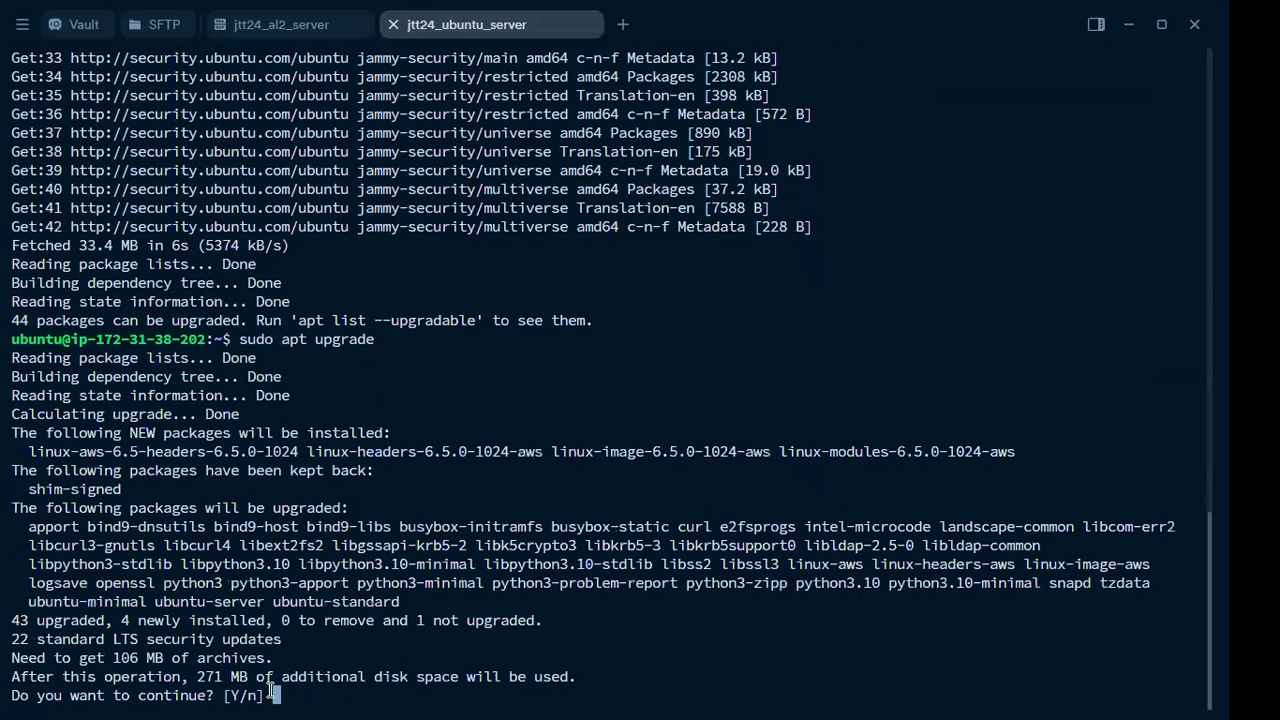 Vault
SFTP
jtt24_al2_server
jtt24_ubuntu_server
Get:33 http://security.ubuntu.com/ubuntu jammy-security/main amd64 c-n-f Metadata [13.2 kB]
Get:34 http://security.ubuntu.com/ubuntu jammy-security/restricted amd64 Packages [2308 kB]
Get:35 http://security.ubuntu.com/ubuntu jammy-security/restricted Translation-en [398 kB]
Get:36 http://security.ubuntu.com/ubuntu jammy-security/restricted amd64 c-n-f Metadata [572 B]
Get:37 http://security.ubuntu.com/ubuntu jammy-security/universe amd64 Packages [890 kB]
Get:38 http://security.ubuntu.com/ubuntu jammy-security/universe Translation-en [175 kB]
Get:39 http://security.ubuntu.com/ubuntu jammy-security/universe amd64 c-n-f Metadata [19.0 kB]
Get:40 http://security.ubuntu.com/ubuntu jammy-security/multiverse amd64 Packages [37.2 kB]
Get:41 http://security.ubuntu.com/ubuntu jammy-security/multiverse Translation-en [7588 B]
Get:42 http://security.ubuntu.com/ubuntu jammy-security/multiverse amd64 c-n-f Metadata [228 B]
Fetched 33.4 MB in 6s (5374 kB/s)
Reading package lists... Done
Building dependency tree... Done
Reading state information... Done
44 packages can be upgraded. Run 'apt list --upgradable' to see them.
ubuntu@ip-172-31-38-202:~$ sudo apt upgrade
Reading package lists... Done
Building dependency tree... Done
Reading state information... Done
Calculating upgrade... Done
The following NEW packages will be installed:
linux-aws-6.5-headers-6.5.0-1024 linux-headers-6.5.0-1024-aws linux-image-6.5.0-1024-aws linux-modules-6.5.0-1024-aws
The following packages have been kept back:
shim-signed
The following packages will be upgraded:
apport bind9-dnsutils bind9-host bind9-libs busybox-initramfs busybox-static curl e2fsprogs intel-microcode landscape-common libcom-err2
libcurl3-gnutls libcurl4 libext2fs2 libgssapi-krb5-2 libk5crypto3 libkrb5-3 libkrb5support0 libldap-2.5-0 libldap-common
libpython3-stdlib libpython3.10 libpython3.10-minimal libpython3.10-stdlib libss2 libssl3 linux-aws linux-headers-aws linux-image-aws
logsave openssl python3 python3-apport python3-minimal python3-problem-report python3-zipp python3.10 python3.10-minimal snapd tzdata
ubuntu-minimal ubuntu-server ubuntu-standard
43 upgraded, 4 newly installed, 0 to remove and 1 not upgraded.
22 standard LTS security updates
Need to get 106 MB of archives.
After this operation, 271 MB of additional disk space will be used.
Do you want to continue? [Y/n]